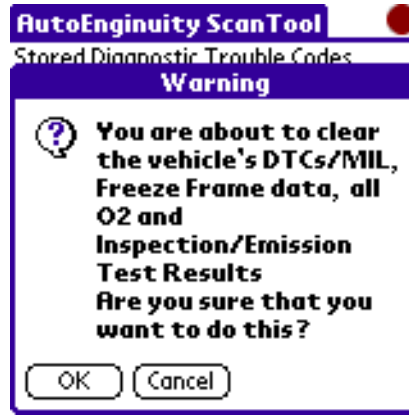 AutoEnginuity ScanTool
Stored Diagnostic Trouble Codes
Warning
You are about to clear
the vehicle's DTCs/MIL,
Freeze Frame data, all
O2 and
Inspection/Emission
Test Results
Are you sure that you
want to do this?
OK Cancel